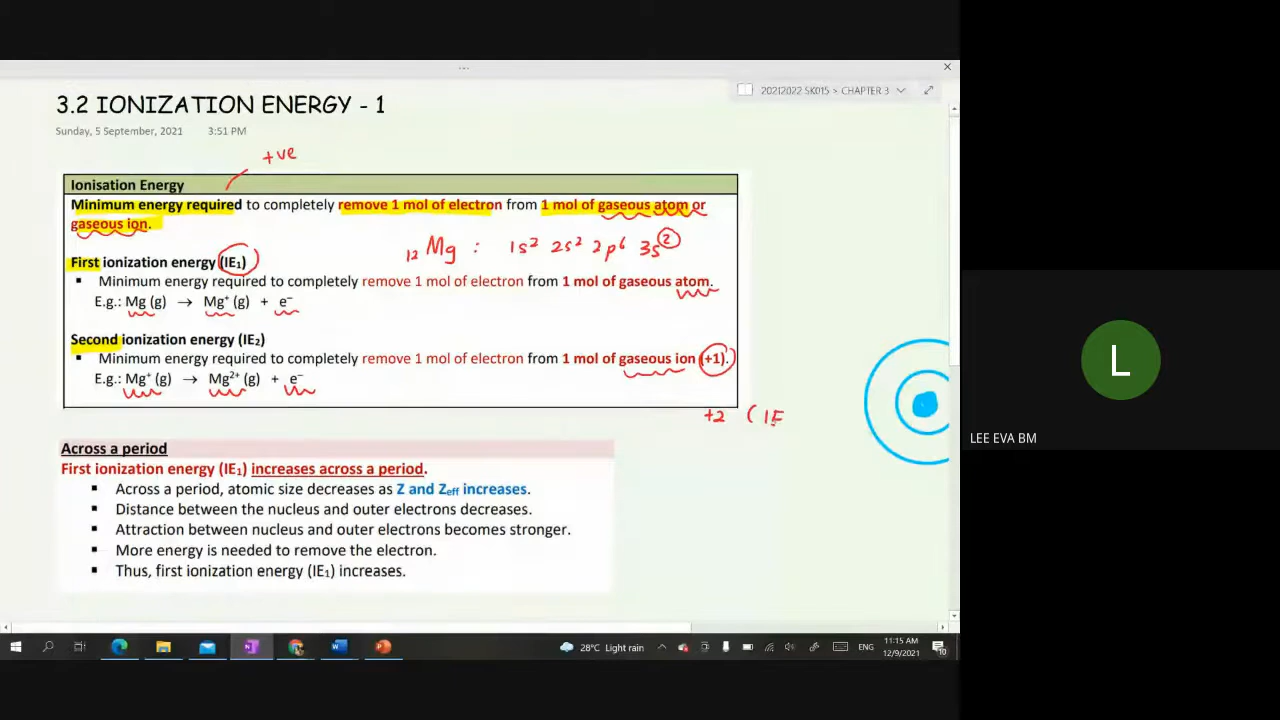 3.2 IONIZATION ENERGY - 1
20212022 SK015 > CHAPTER 3
Sunday, 5 September, 2021 3:51 PM
+ve
Ionisation Energy
Minimum energy required to completely remove 1 mol of electron from 1 mol of gaseous atom or
gaseous ion.
₁₂Mg : 1s² 2s² 2p⁶ 3s²
First ionization energy (IE₁)
▪ Minimum energy required to completely remove 1 mol of electron from 1 mol of gaseous atom.
E.g.: Mg (g) → Mg⁺ (g) + e⁻
Second ionization energy (IE₂)
▪ Minimum energy required to completely remove 1 mol of electron from 1 mol of gaseous ion (+1).
E.g.: Mg⁺ (g) → Mg²⁺ (g) + e⁻
+2 (IE
Across a period
First ionization energy (IE₁) increases across a period.
▪ Across a period, atomic size decreases as Z and Zeff increases.
▪ Distance between the nucleus and outer electrons decreases.
▪ Attraction between nucleus and outer electrons becomes stronger.
▪ More energy is needed to remove the electron.
▪ Thus, first ionization energy (IE₁) increases.
L
LEE EVA BM
28°C Light rain
ENG
11:15 AM
12/9/2021
10